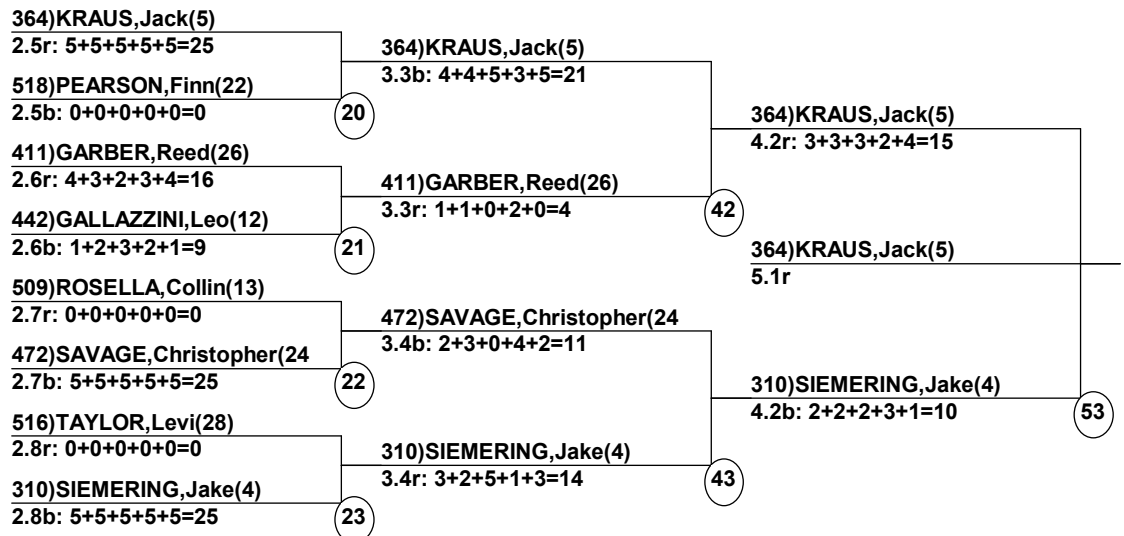 364)KRAUS,Jack(5)
2.5r: 5+5+5+5+5=25
518)PEARSON,Finn(22)
2.5b: 0+0+0+0+0=0
20
411)GARBER,Reed(26)
2.6r: 4+3+2+3+4=16
442)GALLAZZINI,Leo(12)
2.6b: 1+2+3+2+1=9
21
509)ROSELLA,Collin(13)
2.7r: 0+0+0+0+0=0
472)SAVAGE,Christopher(24
2.7b: 5+5+5+5+5=25
22
516)TAYLOR,Levi(28)
2.8r: 0+0+0+0+0=0
310)SIEMERING,Jake(4)
2.8b: 5+5+5+5+5=25
23
364)KRAUS,Jack(5)
3.3b: 4+4+5+3+5=21
411)GARBER,Reed(26)
3.3r: 1+1+0+2+0=4
42
472)SAVAGE,Christopher(24
3.4b: 2+3+0+4+2=11
310)SIEMERING,Jake(4)
3.4r: 3+2+5+1+3=14
43
364)KRAUS,Jack(5)
4.2r: 3+3+3+2+4=15
364)KRAUS,Jack(5)
5.1r
310)SIEMERING,Jake(4)
4.2b: 2+2+2+3+1=10
53